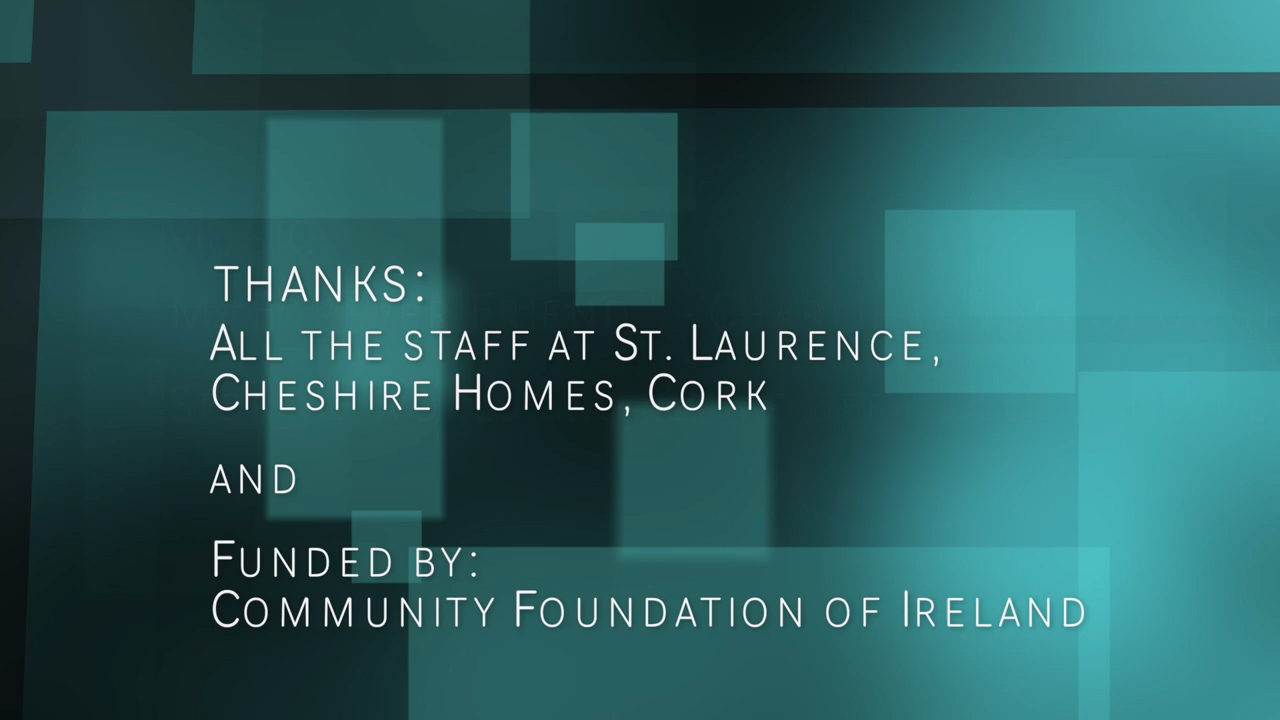 THANKS:
ALL THE STAFF AT ST. LAURENCE,
CHESHIRE HOMES, CORK
AND
FUNDED BY:
COMMUNITY FOUNDATION OF IRELAND